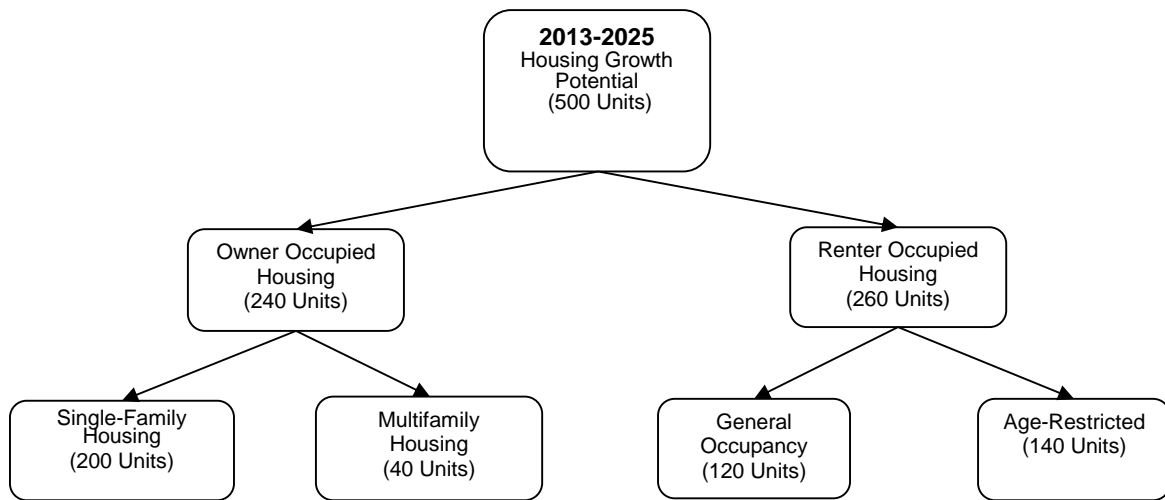 2013-2025
Housing Growth
Potential
(500 Units)
Owner Occupied
Housing
(240 Units)
Renter Occupied
Housing
(260 Units)
Single-Family
Housing
(200 Units)
Multifamily
Housing
(40 Units)
General
Occupancy
(120 Units)
Age-Restricted
(140 Units)